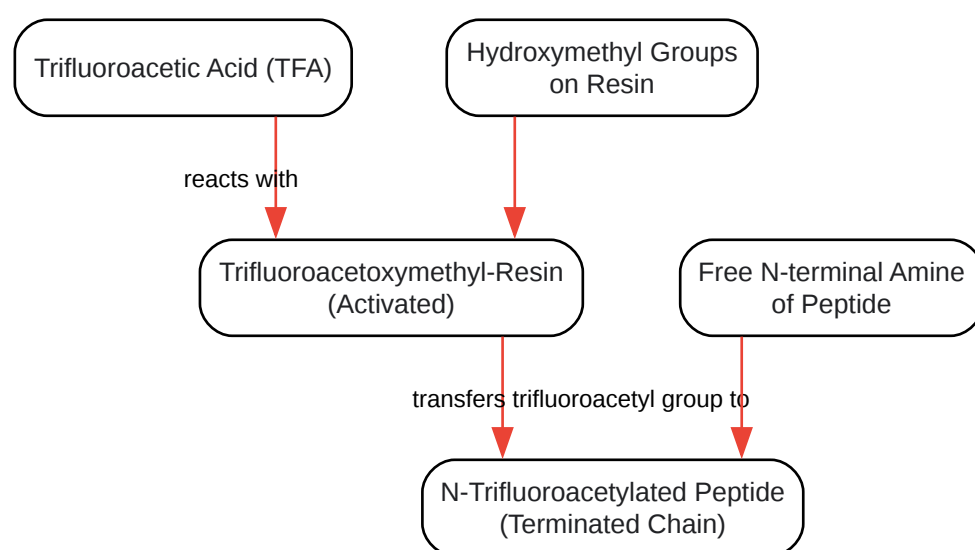 Trifluoroacetic Acid (TFA)
Hydroxymethyl Groups
on Resin
reacts with
Trifluoroacetoxymethyl-Resin
(Activated)
Free N-terminal Amine
of Peptide
transfers trifluoroacetyl group to
N-Trifluoroacetylated Peptide
(Terminated Chain)